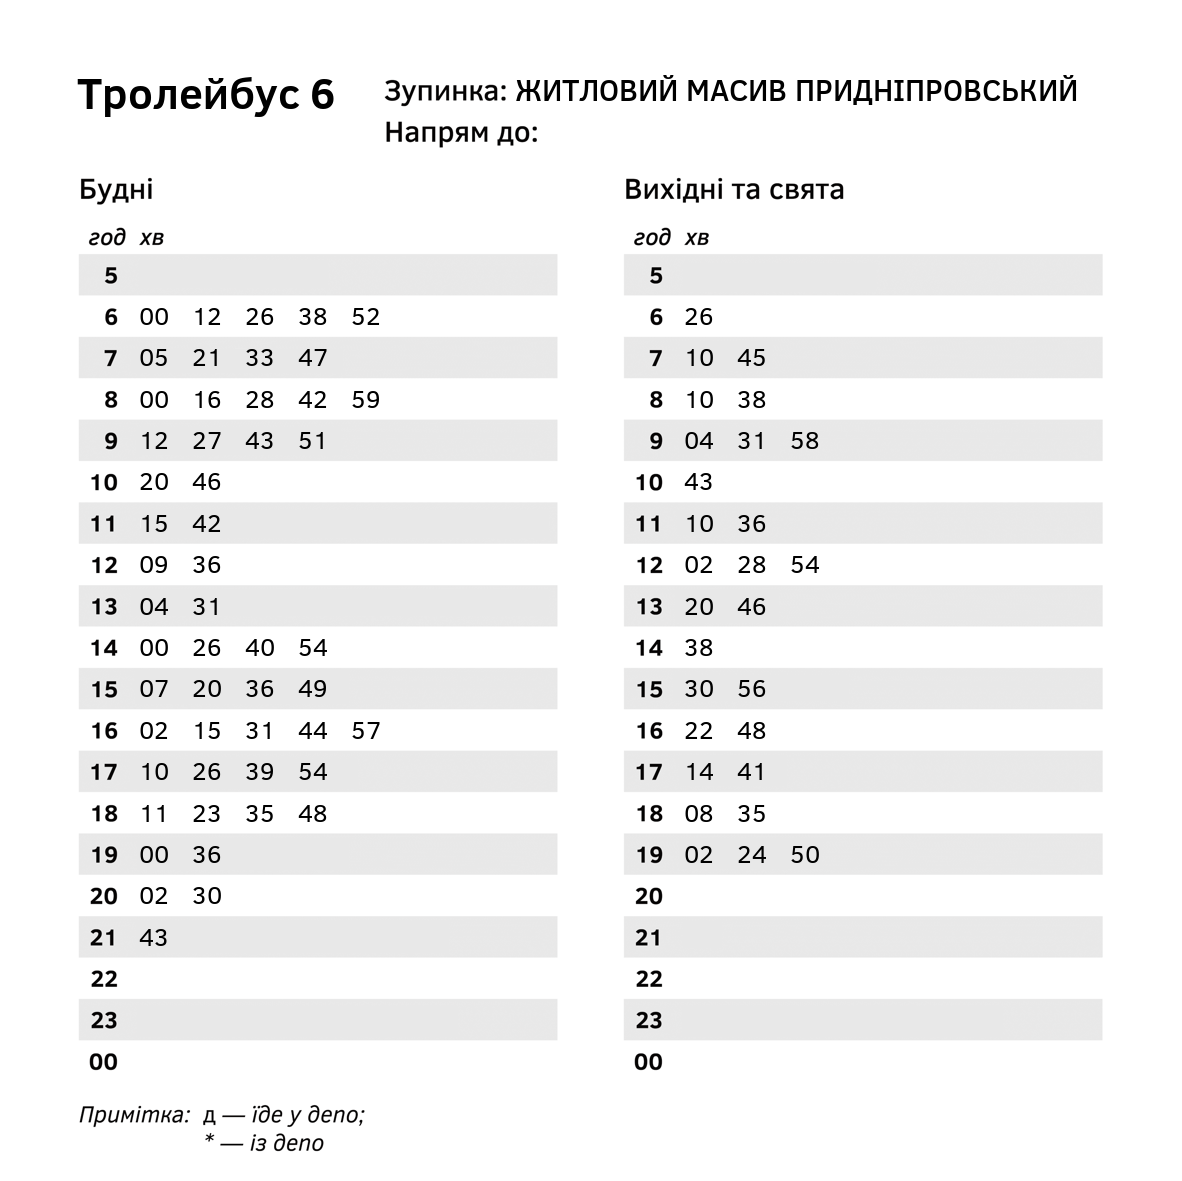 Тролейбус 6
Зупинка: ЖИТЛОВИЙ МАСИВ ПРИДНІПРОВСЬКИЙ
Напрям до:
Будні
год хв
5
6 00 12 26 38 52
7 05 21 33 47
8 00 16 28 42 59
9 12 27 43 51
10 20 46
11 15 42
12 09 36
13 04 31
14 00 26 40 54
15 07 20 36 49
16 02 15 31 44 57
17 10 26 39 54
18 11 23 35 48
19 00 36
20 02 30
21 43
22
23
00
Вихідні та свята
год хв
5
6 26
7 10 45
8 10 38
9 04 31 58
10 43
11 10 36
12 02 28 54
13 20 46
14 38
15 30 56
16 22 48
17 14 41
18 08 35
19 02 24 50
20
21
22
23
00
Примітка: д — їде у депо;
* — із депо